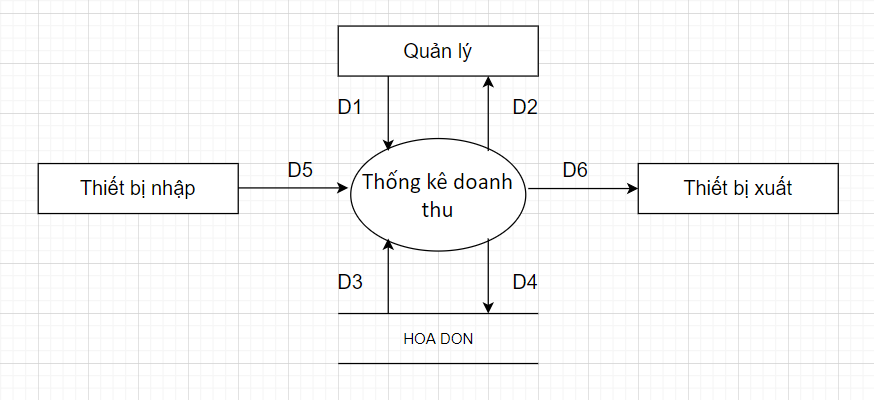 Quản lý
D1
D2
Thiết bị nhập
D5
Thống kê doanh
thu
D6
Thiết bị xuất
D3
D4
HOA DON